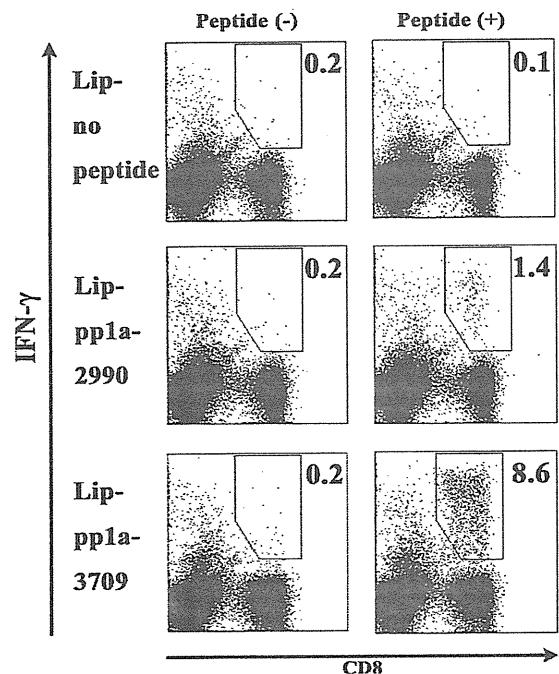 Peptide (-)
Peptide (+)
Lip-
no
peptide
0.2
0.1
Lip-
pp1a-
2990
0.2
1.4
Lip-
pp1a-
3709
0.2
8.6
IFN-γ
CD8